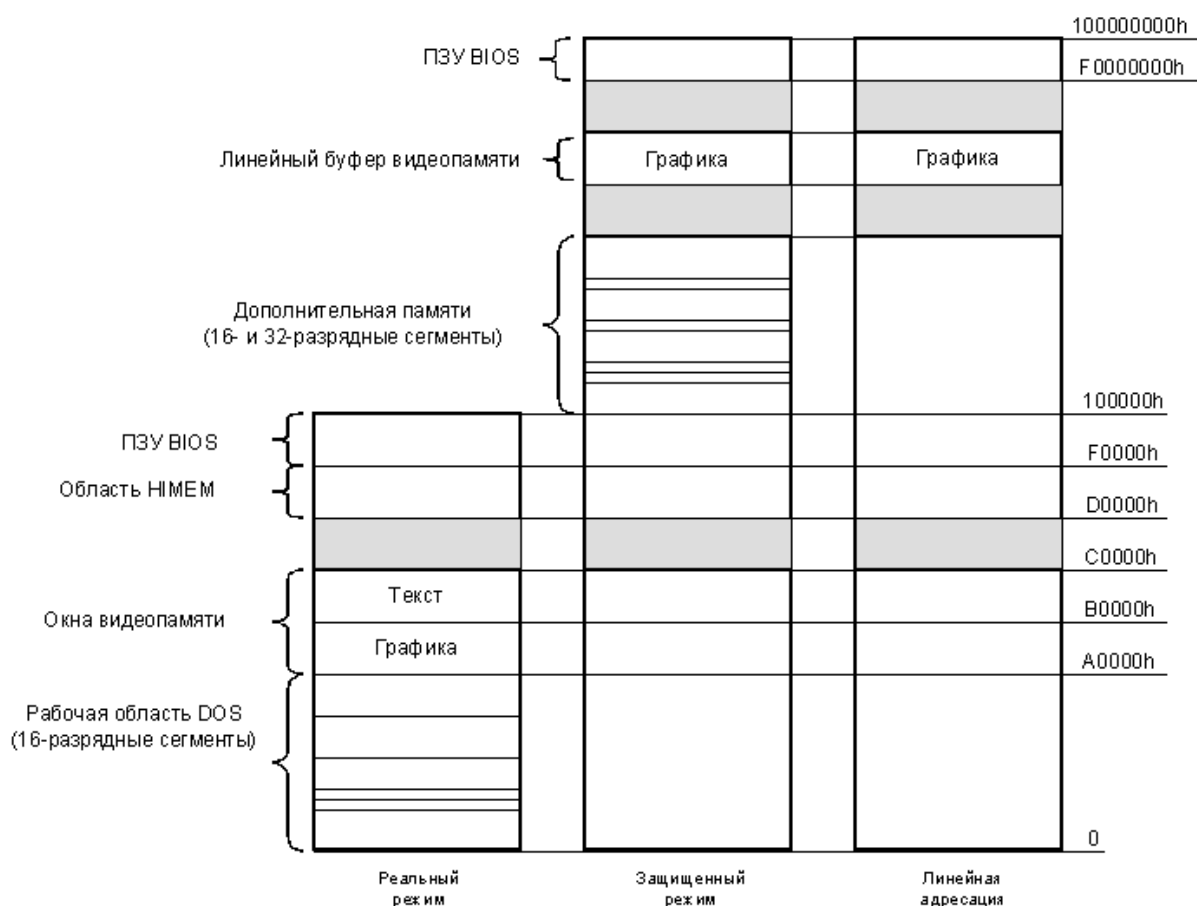 100000000h
ПЗУ BIOS
F0000000h
Линейный буфер видеопамяти
Графика
Графика
Дополнительная память
(16- и 32-разрядные сегменты)
100000h
ПЗУ BIOS
F0000h
Область HIMEM
D0000h
C0000h
Текст
Окна видеопамяти
B0000h
Графика
A0000h
Рабочая область DOS
(16-разрядные сегменты)
0
Реальный
режим
Защищенный
режим
Линейная
адресация